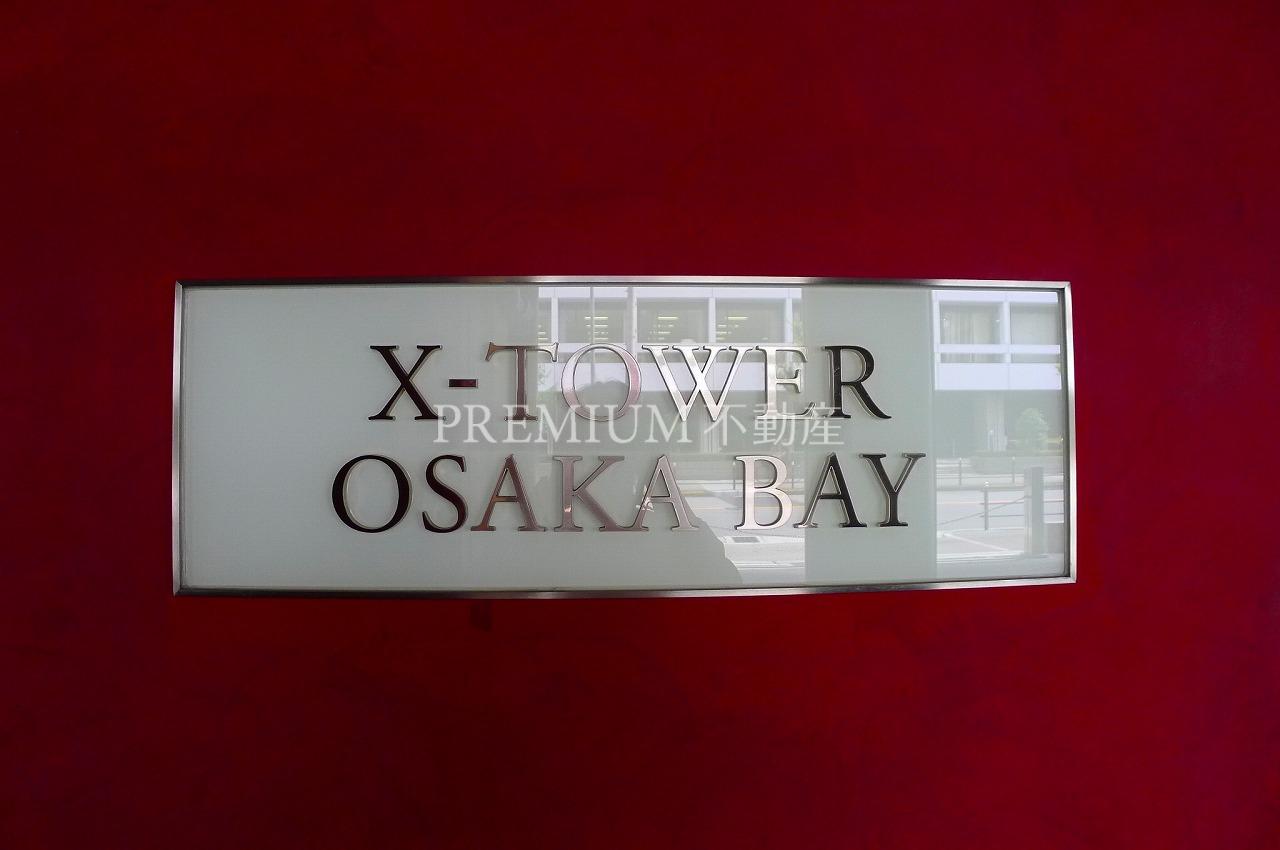 X-TOWER
PREMIUM不動産
OSAKA BAY